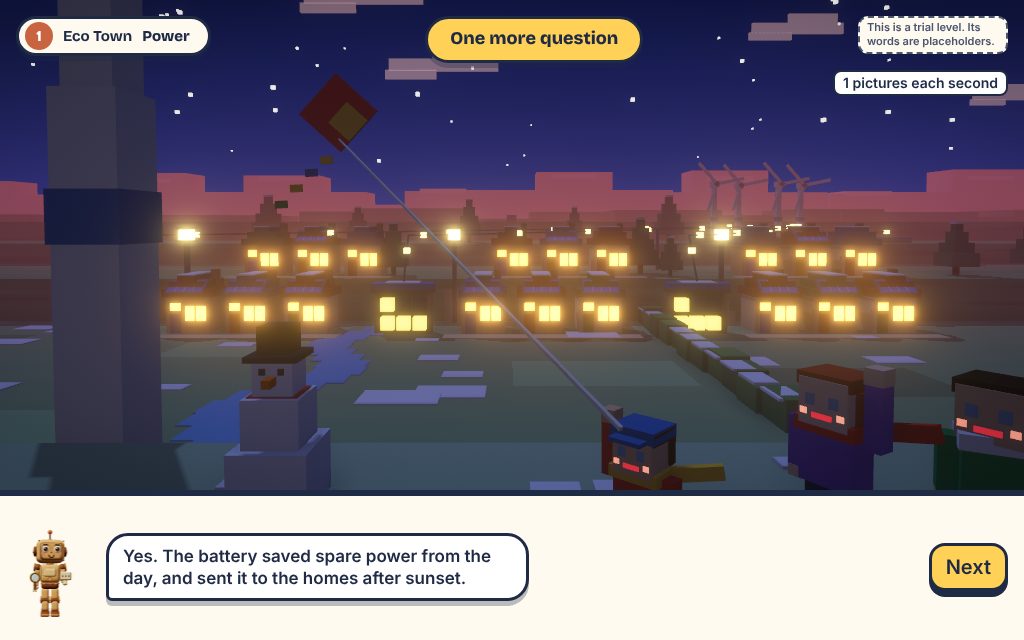 1 Eco Town Power
One more question
This is a trial level. Its
words are placeholders.
1 pictures each second
Yes. The battery saved spare power from the
day, and sent it to the homes after sunset.
Next